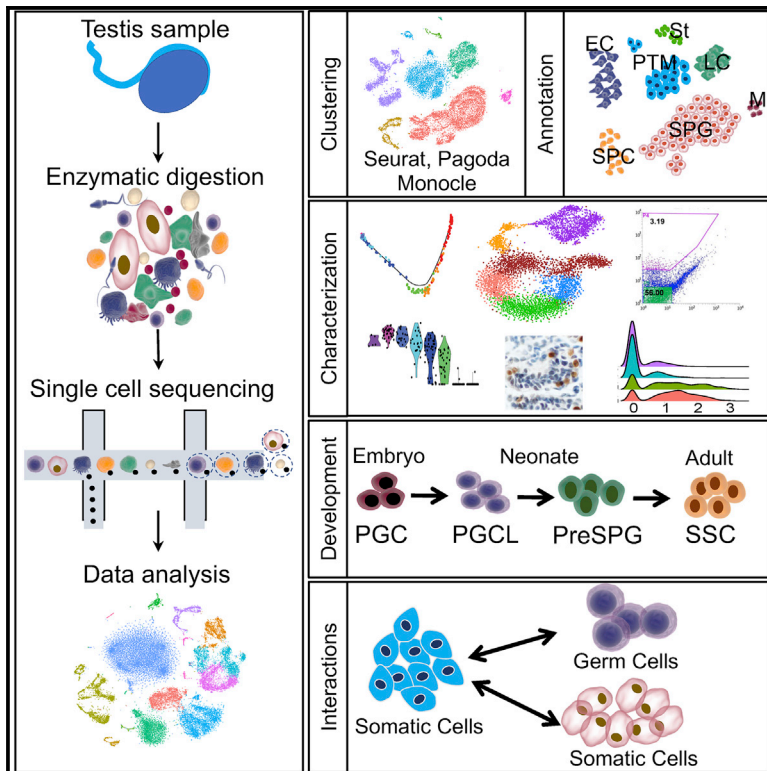 Testis sample
Enzymatic digestion
Single cell sequencing
Data analysis
Clustering
Seurat, Pagoda
Monocle
Annotation
St
EC
PTM
LC
M
SPG
SPC
Characterization
3.19
56.00
0 1 2 3
Development
Embryo Neonate Adult
PGC PGCL PreSPG SSC
Interactions
Somatic Cells
Germ Cells
Somatic Cells